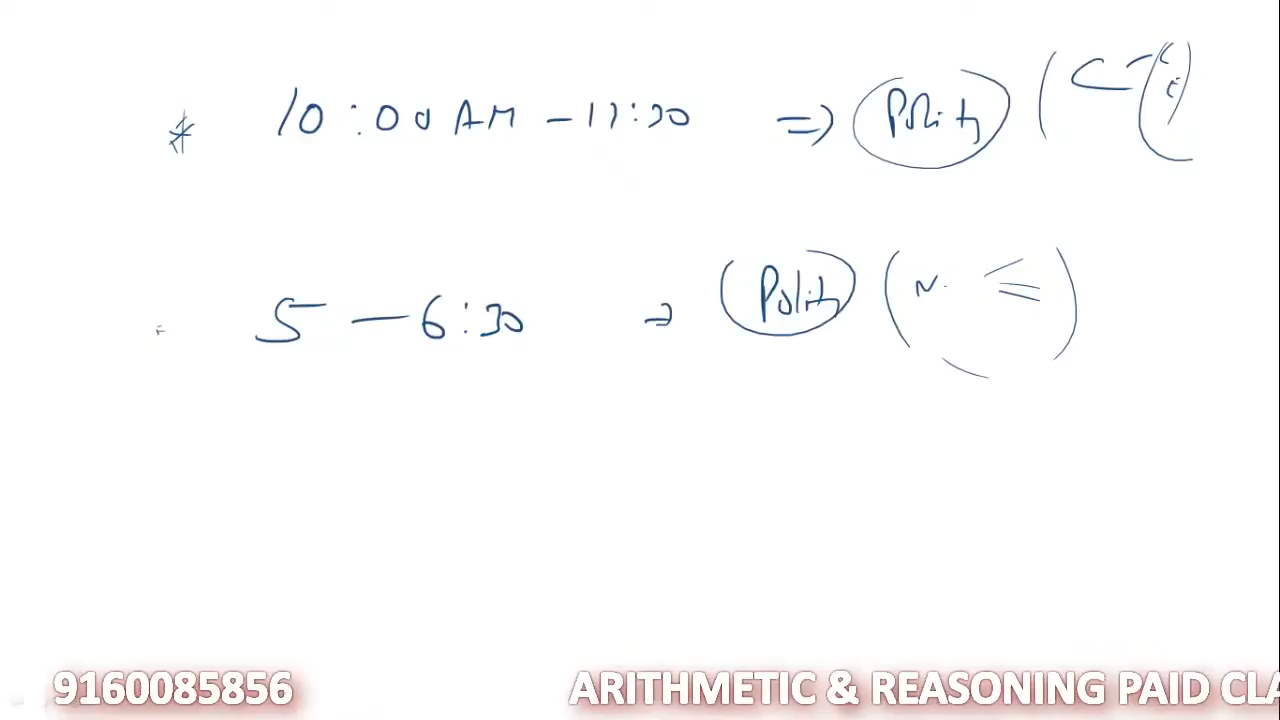 * 10:00 AM - 11:30 => Polity (
5 - 6:30 → (Polity) (N.
9160085856 ARITHMETIC & REASONING PAID CLA